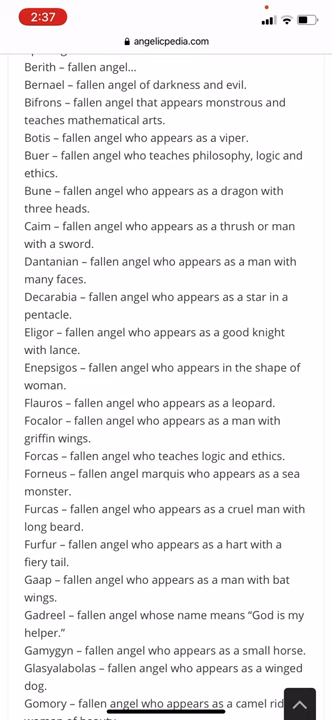 2:37
angelicpedia.com
Berith – fallen angel...
Bernael – fallen angel of darkness and evil.
Bifrons – fallen angel that appears monstrous and
teaches mathematical arts.
Botis – fallen angel who appears as a viper.
Buer – fallen angel who teaches philosophy, logic and
ethics.
Bune – fallen angel who appears as a dragon with
three heads.
Caim – fallen angel who appears as a thrush or man
with a sword.
Dantanian – fallen angel who appears as a man with
many faces.
Decarabia – fallen angel who appears as a star in a
pentacle.
Eligor – fallen angel who appears as a good knight
with lance.
Enepsigos – fallen angel who appears in the shape of
woman.
Flauros – fallen angel who appears as a leopard.
Focalor – fallen angel who appears as a man with
griffin wings.
Forcas – fallen angel who teaches logic and ethics.
Forneus – fallen angel marquis who appears as a sea
monster.
Furcas – fallen angel who appears as a cruel man with
long beard.
Furfur – fallen angel who appears as a hart with a
fiery tail.
Gaap – fallen angel who appears as a man with bat
wings.
Gadreel – fallen angel whose name means “God is my
helper.”
Gamygyn – fallen angel who appears as a small horse.
Glasyalabolas – fallen angel who appears as a winged
dog.
Gomory – fallen angel who appears as a camel rid
woman of beauty